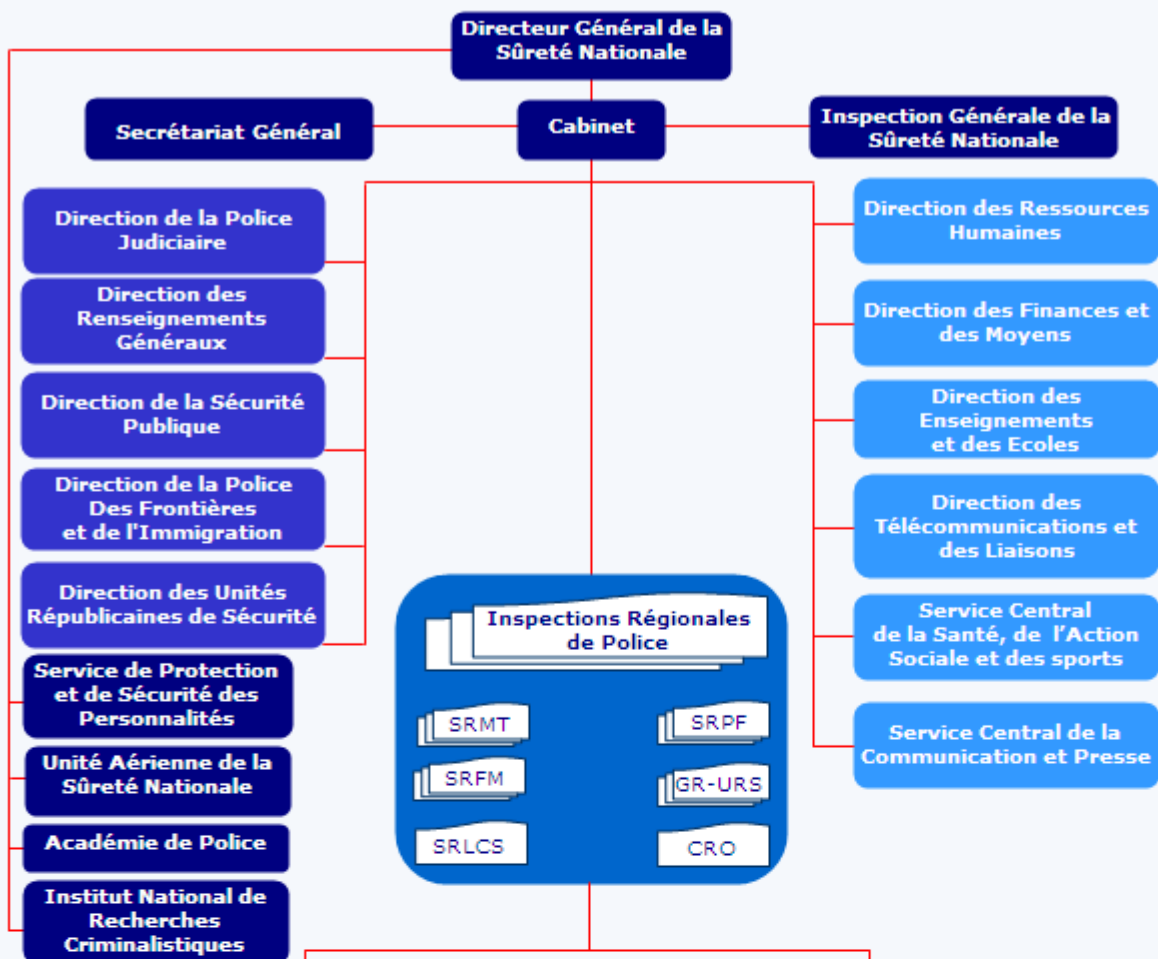 Directeur Général de la
Sûreté Nationale
Secrétariat Général
Cabinet
Inspection Générale de la
Sûreté Nationale
Direction de la Police
Judiciaire
Direction des
Renseignements
Généraux
Direction de la Sécurité
Publique
Direction de la Police
Des Frontières
et de l'Immigration
Direction des Unités
Républicaines de Sécurité
Service de Protection
et de Sécurité des
Personnalités
Unité Aérienne de la
Sûreté Nationale
Académie de Police
Institut National de
Recherches
Criminalistiques
Inspections Régionales
de Police
SRMT
SRPF
SRFM
GR-URS
SRLCS
CRO
Direction des Ressources
Humaines
Direction des Finances et
des Moyens
Direction des
Enseignements
et des Ecoles
Direction des
Télécommunications et
des Liaisons
Service Central
de la Santé, de l’Action
Sociale et des sports
Service Central de la
Communication et Presse